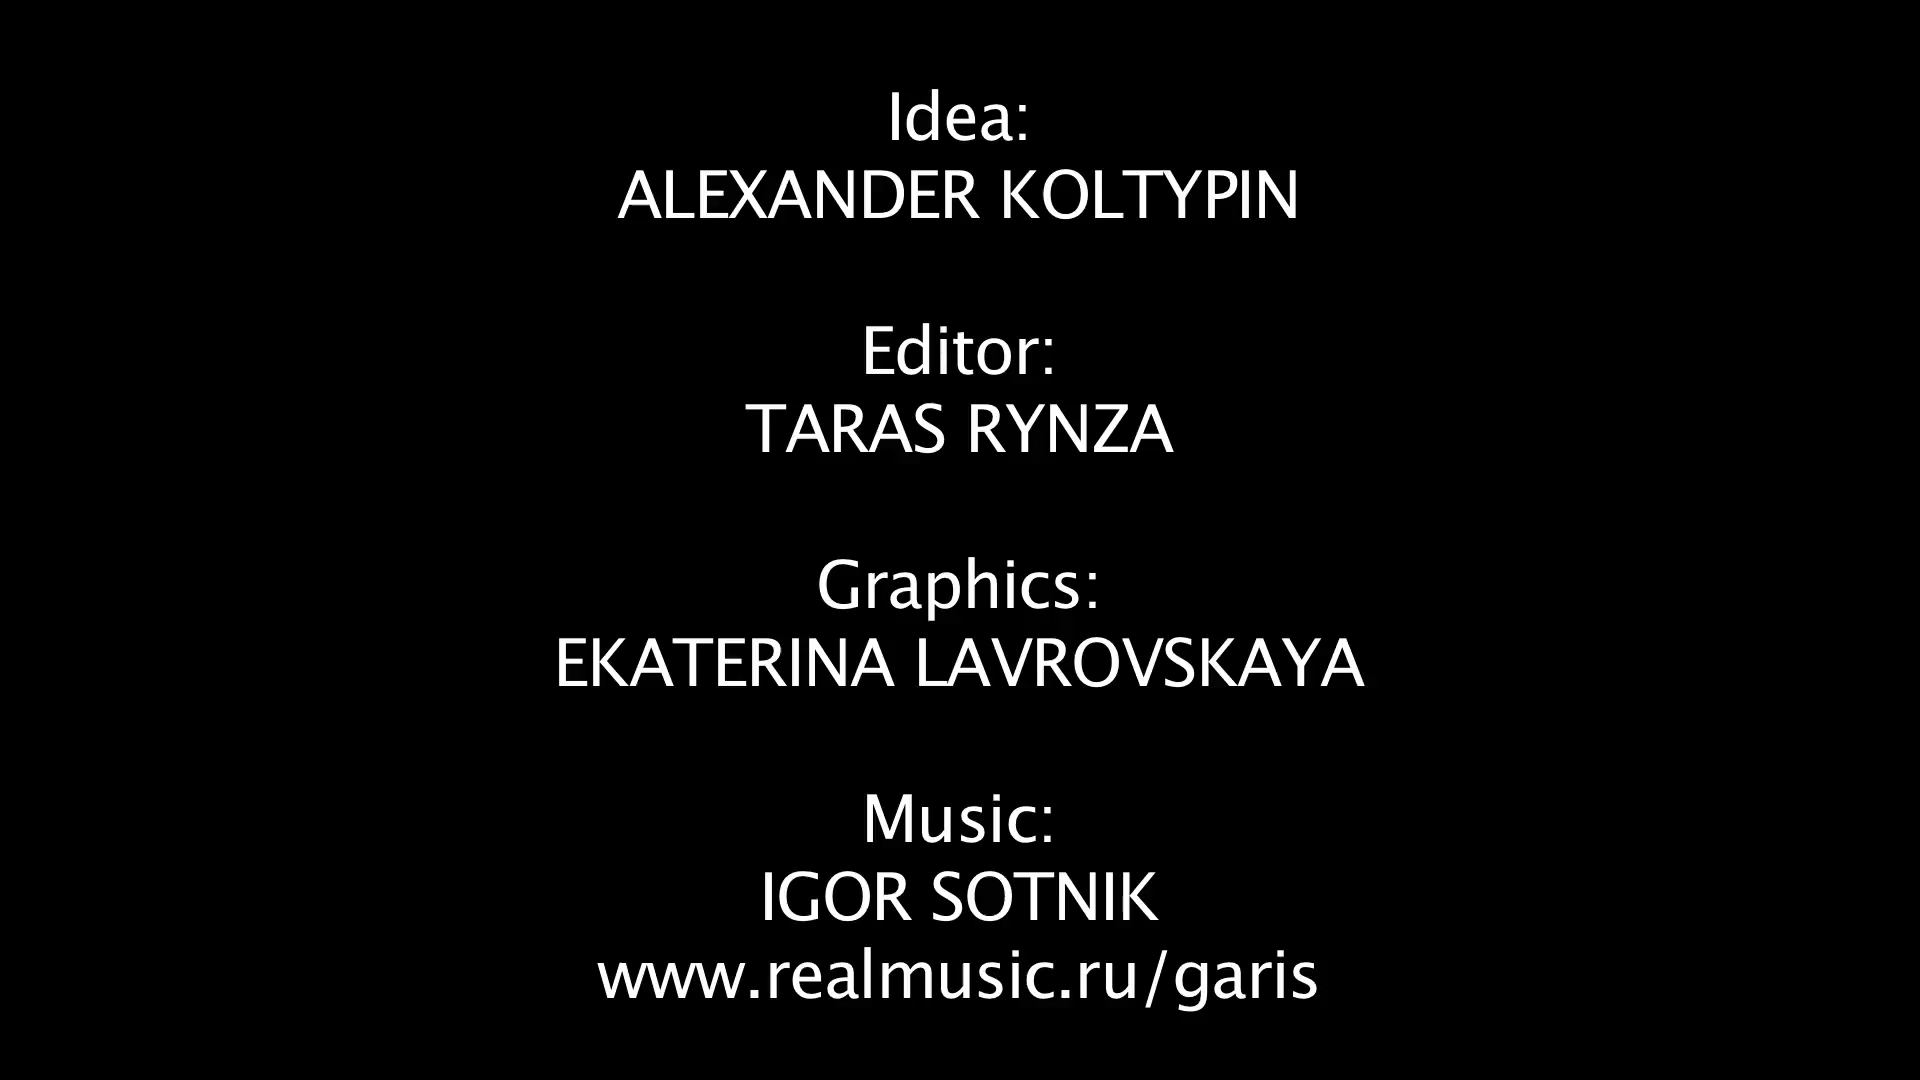 Idea:
ALEXANDER KOLTYPIN
Editor:
TARAS RYNZA
Graphics:
EKATERINA LAVROVSKAYA
Music:
IGOR SOTNIK
www.realmusic.ru/garis